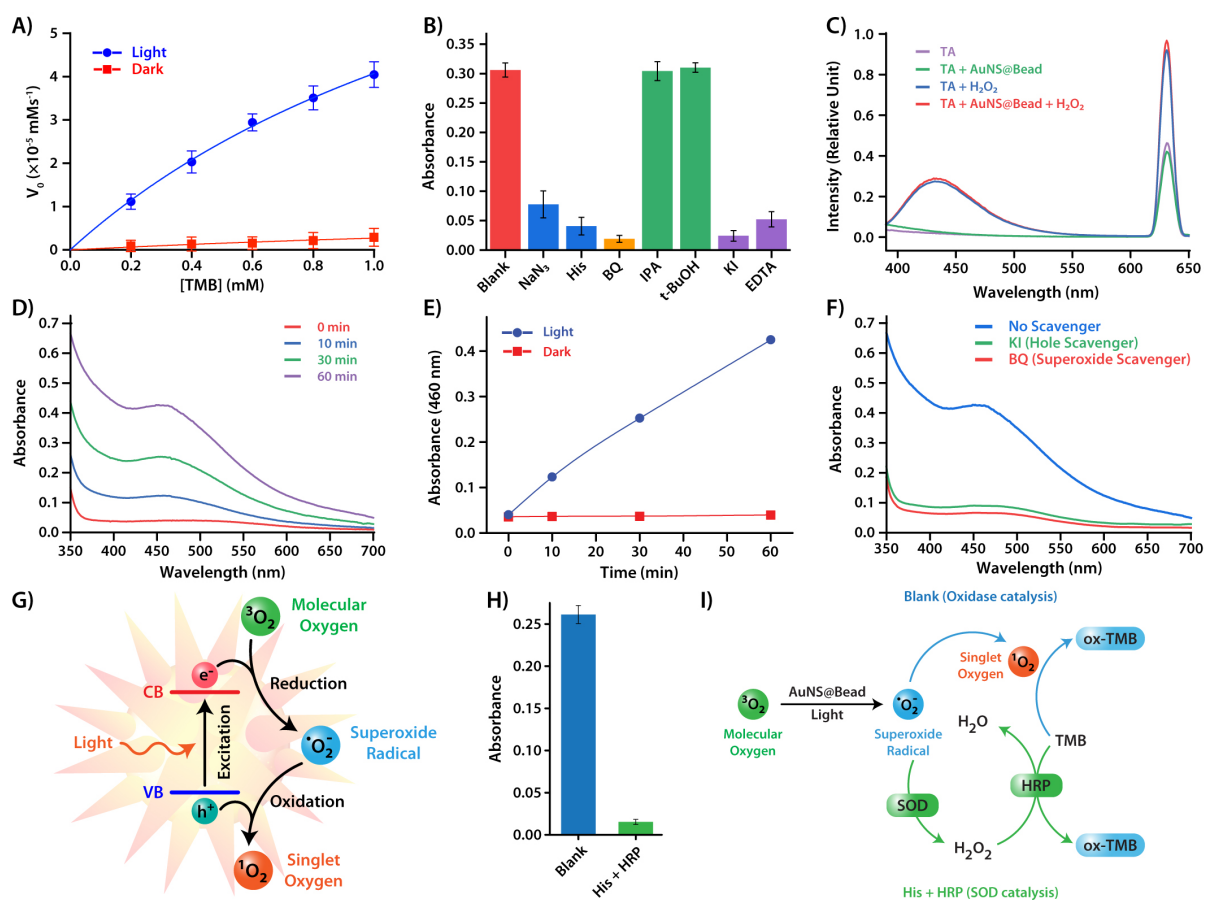 A)
5
4
3
2
1
0
0.0 0.2 0.4 0.6 0.8 1.0
V₀ (×10⁻⁵ mMs⁻¹)
[TMB] (mM)
Light
Dark
B)
0.35
0.30
0.25
0.20
0.15
0.10
0.05
0.00
Absorbance
Blank NaN₃ His BQ IPA t-BuOH KI EDTA
C)
1.0
0.8
0.6
0.4
0.2
0.0
Intensity (Relative Unit)
TA
TA + AuNS@Bead
TA + H₂O₂
TA + AuNS@Bead + H₂O₂
400 450 500 550 600 650
Wavelength (nm)
D)
0.7
0.6
0.5
0.4
0.3
0.2
0.1
0.0
Absorbance
0 min
10 min
30 min
60 min
350 400 450 500 550 600 650 700
Wavelength (nm)
E)
0.4
0.3
0.2
0.1
0.0
Absorbance (460 nm)
Light
Dark
0 10 20 30 40 50 60
Time (min)
F)
0.7
0.6
0.5
0.4
0.3
0.2
0.1
0.0
Absorbance
No Scavenger
KI (Hole Scavenger)
BQ (Superoxide Scavenger)
350 400 450 500 550 600 650 700
Wavelength (nm)
G)
³O₂
Molecular
Oxygen
e⁻
CB
Reduction
Light
Excitation
•O₂⁻
Superoxide
Radical
VB
h⁺
Oxidation
¹O₂
Singlet
Oxygen
H)
0.25
0.20
0.15
0.10
0.05
0.00
Absorbance
Blank
His + HRP
I)
Blank (Oxidase catalysis)
ox-TMB
Singlet
Oxygen
¹O₂
³O₂
AuNS@Bead
Light
•O₂⁻
Molecular
Oxygen
Superoxide
Radical
H₂O
TMB
SOD
HRP
H₂O₂
ox-TMB
His + HRP (SOD catalysis)